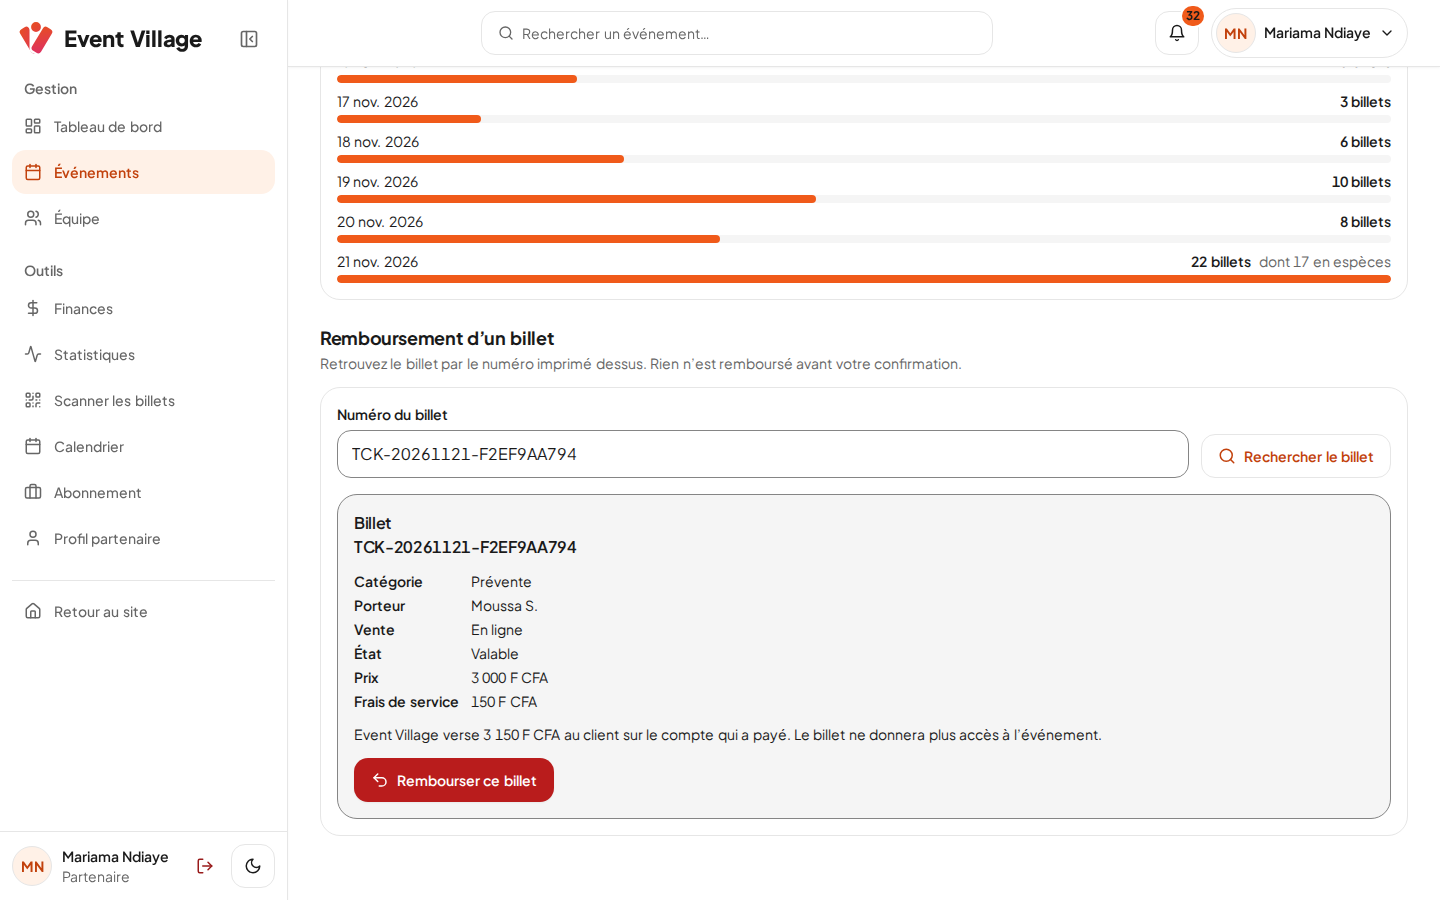 Event Village
Rechercher un événement...
32
MN
Mariama Ndiaye
Gestion
Tableau de bord
Événements
Équipe
Outils
Finances
Statistiques
Scanner les billets
Calendrier
Abonnement
Profil partenaire
Retour au site
MN
Mariama Ndiaye
Partenaire
17 nov. 2026 3 billets
18 nov. 2026 6 billets
19 nov. 2026 10 billets
20 nov. 2026 8 billets
21 nov. 2026 22 billets dont 17 en espèces
Remboursement d’un billet
Retrouvez le billet par le numéro imprimé dessus. Rien n’est remboursé avant votre confirmation.
Numéro du billet
TCK-20261121-F2EF9AA794
Rechercher le billet
Billet
TCK-20261121-F2EF9AA794
Catégorie Prévente
Porteur Moussa S.
Vente En ligne
État Valable
Prix 3 000 F CFA
Frais de service 150 F CFA
Event Village verse 3 150 F CFA au client sur le compte qui a payé. Le billet ne donnera plus accès à l’événement.
Rembourser ce billet